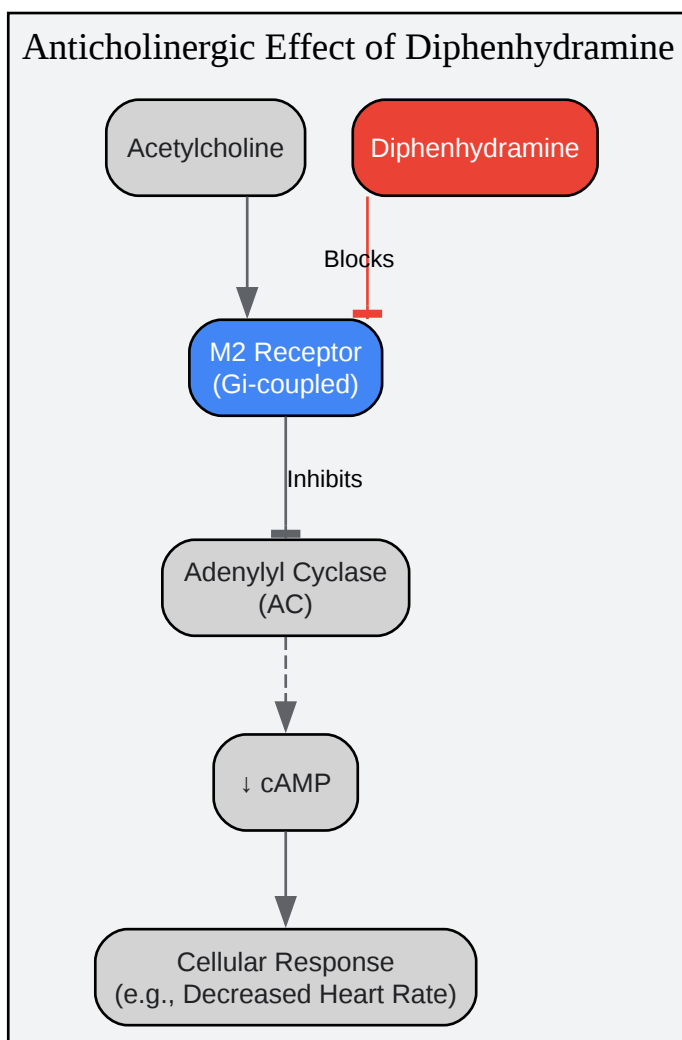 Anticholinergic Effect of Diphenhydramine
Acetylcholine
Diphenhydramine
Blocks
M2 Receptor
(Gi-coupled)
Inhibits
Adenylyl Cyclase
(AC)
↓ cAMP
Cellular Response
(e.g., Decreased Heart Rate)